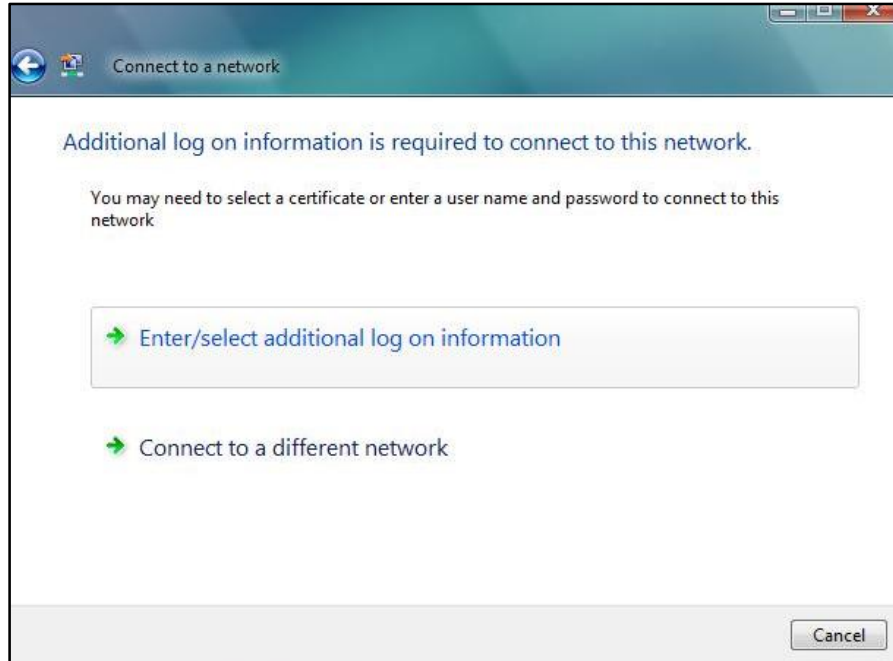 Connect to a network
Additional log on information is required to connect to this network.
You may need to select a certificate or enter a user name and password to connect to this
network
Enter/select additional log on information
Connect to a different network
Cancel